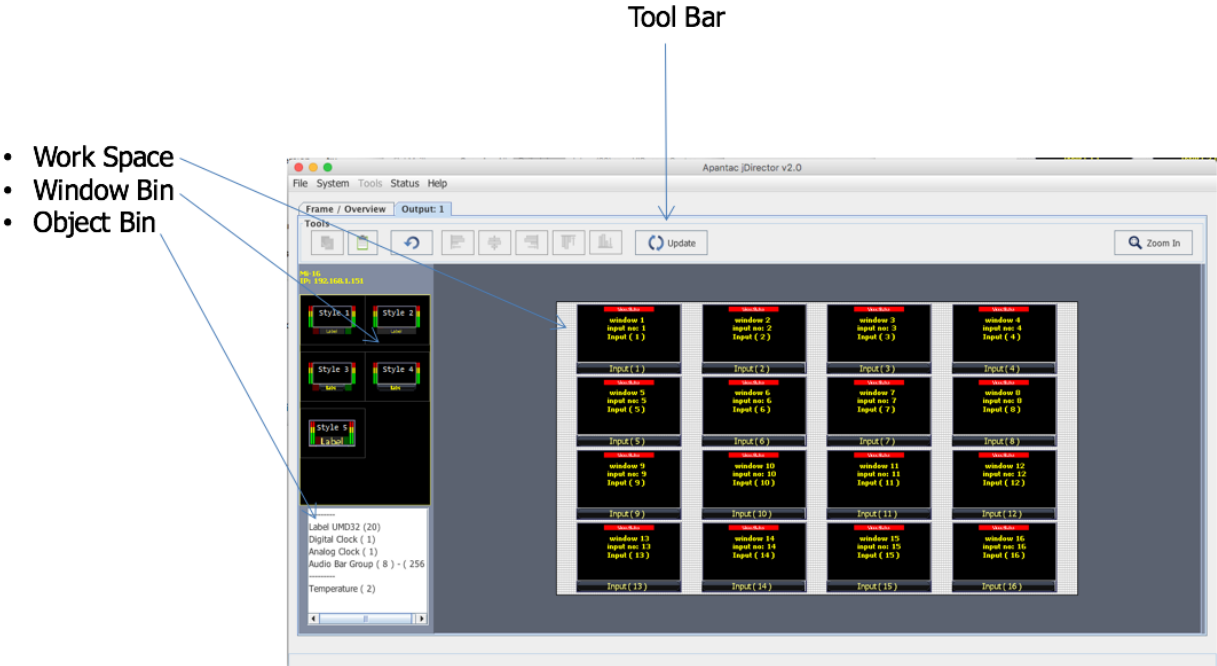 Tool Bar
• Work Space
• Window Bin
• Object Bin
Apantac jDirector v2.0
File System Tools Status Help
Frame / Overview Output: 1
Tools
Update
Zoom In
MI-16
IP: 192.168.1.151
Style 1 Style 2
Label Label
Style 3 Style 4
Style 5
Label
--------
Label UMD32 (20)
Digital Clock ( 1)
Analog Clock ( 1)
Audio Bar Group ( 8 ) - ( 256
--------
Temperature ( 2)
window 1 window 2 window 3 window 4
input no: 1 input no: 2 input no: 3 input no: 4
Input ( 1 ) Input ( 2 ) Input ( 3 ) Input ( 4 )
Input( 1 ) Input( 2 ) Input( 3 ) Input( 4 )
window 5 window 6 window 7 window 8
input no: 5 input no: 6 input no: 7 input no: 8
Input ( 5 ) Input ( 6 ) Input ( 7 ) Input ( 8 )
Input( 5 ) Input( 6 ) Input( 7 ) Input( 8 )
window 9 window 10 window 11 window 12
input no: 9 input no: 10 input no: 11 input no: 12
Input ( 9 ) Input ( 10 ) Input ( 11 ) Input ( 12 )
Input( 9 ) Input( 10 ) Input( 11 ) Input( 12 )
window 13 window 14 window 15 window 16
input no: 13 input no: 14 input no: 15 input no: 16
Input ( 13 ) Input ( 14 ) Input ( 15 ) Input ( 16 )
Input( 13 ) Input( 14 ) Input( 15 ) Input( 16 )